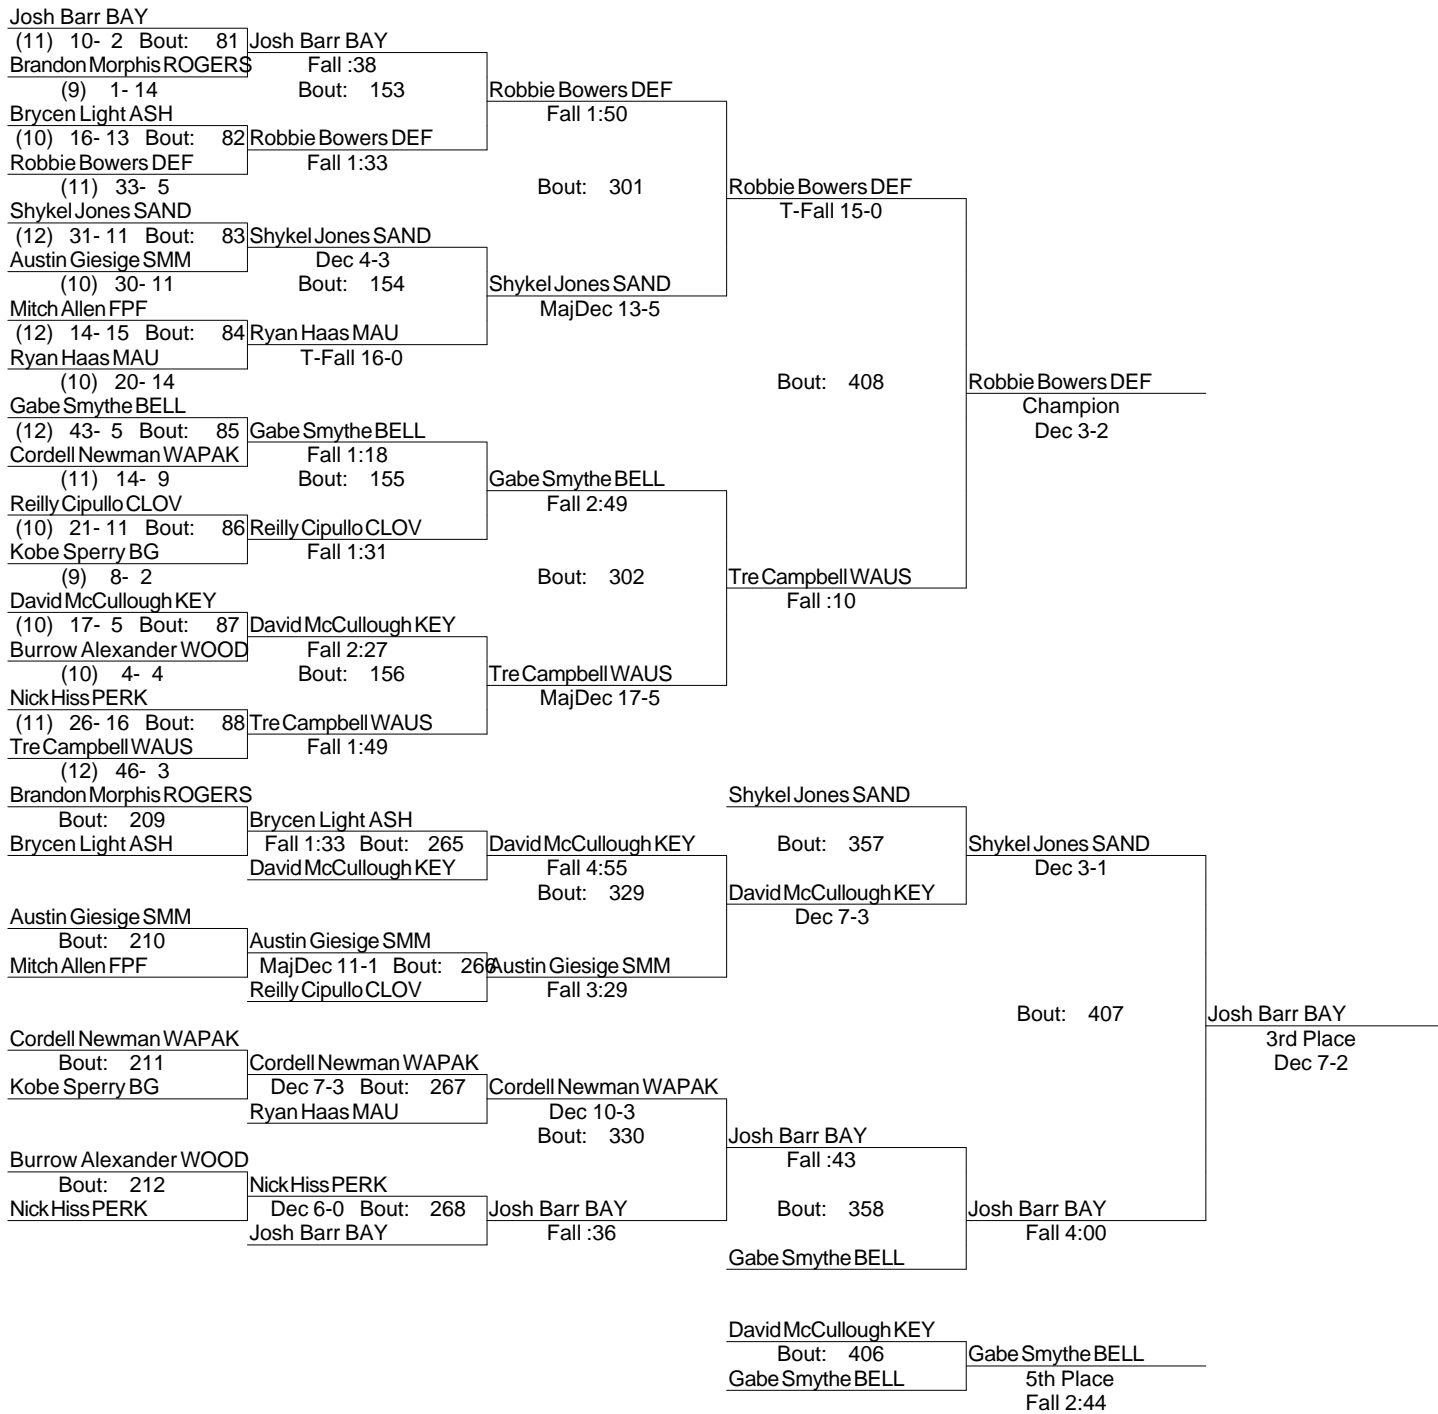 Josh Barr BAY
(11) 10- 2 Bout: 81 Josh Barr BAY
Brandon Morphis ROGERS Fall :38
(9) 1- 14 Bout: 153 Robbie Bowers DEF
Brycen Light ASH Fall 1:50
(10) 16- 13 Bout: 82 Robbie Bowers DEF
Robbie Bowers DEF Fall 1:33
(11) 33- 5 Bout: 301 Robbie Bowers DEF
Shykel Jones SAND T-Fall 15-0
(12) 31- 11 Bout: 83 Shykel Jones SAND
Austin Giesige SMM Dec 4-3
(10) 30- 11 Bout: 154 Shykel Jones SAND
Mitch Allen FPF MajDec 13-5
(12) 14- 15 Bout: 84 Ryan Haas MAU
Ryan Haas MAU T-Fall 16-0
(10) 20- 14 Bout: 408 Robbie Bowers DEF
Gabe Smythe BELL Champion
(12) 43- 5 Bout: 85 Gabe Smythe BELL Dec 3-2
Cordell Newman WAPAK Fall 1:18
(11) 14- 9 Bout: 155 Gabe Smythe BELL
Reilly Cipullo CLOV Fall 2:49
(10) 21- 11 Bout: 86 Reilly Cipullo CLOV
Kobe Sperry BG Fall 1:31
(9) 8- 2 Bout: 302 Tre Campbell WAUS
David McCullough KEY Fall :10
(10) 17- 5 Bout: 87 David McCullough KEY
Burrow Alexander WOOD Fall 2:27
(10) 4- 4 Bout: 156 Tre Campbell WAUS
Nick Hiss PERK MajDec 17-5
(11) 26- 16 Bout: 88 Tre Campbell WAUS
Tre Campbell WAUS Fall 1:49
(12) 46- 3
Brandon Morphis ROGERS Shykel Jones SAND
Bout: 209 Brycen Light ASH
Brycen Light ASH Fall 1:33 Bout: 265 David McCullough KEY Bout: 357 Shykel Jones SAND
David McCullough KEY Fall 4:55 Dec 3-1
Bout: 329 David McCullough KEY
Austin Giesige SMM Dec 7-3
Bout: 210 Austin Giesige SMM
Mitch Allen FPF MajDec 11-1 Bout: 266 Austin Giesige SMM
Reilly Cipullo CLOV Fall 3:29
Bout: 407 Josh Barr BAY
Cordell Newman WAPAK 3rd Place
Bout: 211 Cordell Newman WAPAK Dec 7-2
Kobe Sperry BG Dec 7-3 Bout: 267 Cordell Newman WAPAK
Ryan Haas MAU Dec 10-3
Bout: 330 Josh Barr BAY
Burrow Alexander WOOD Fall :43
Bout: 212 Nick Hiss PERK
Nick Hiss PERK Dec 6-0 Bout: 268 Josh Barr BAY Bout: 358 Josh Barr BAY
Josh Barr BAY Fall :36 Fall 4:00
Gabe Smythe BELL
David McCullough KEY
Bout: 406 Gabe Smythe BELL
Gabe Smythe BELL 5th Place
Fall 2:44